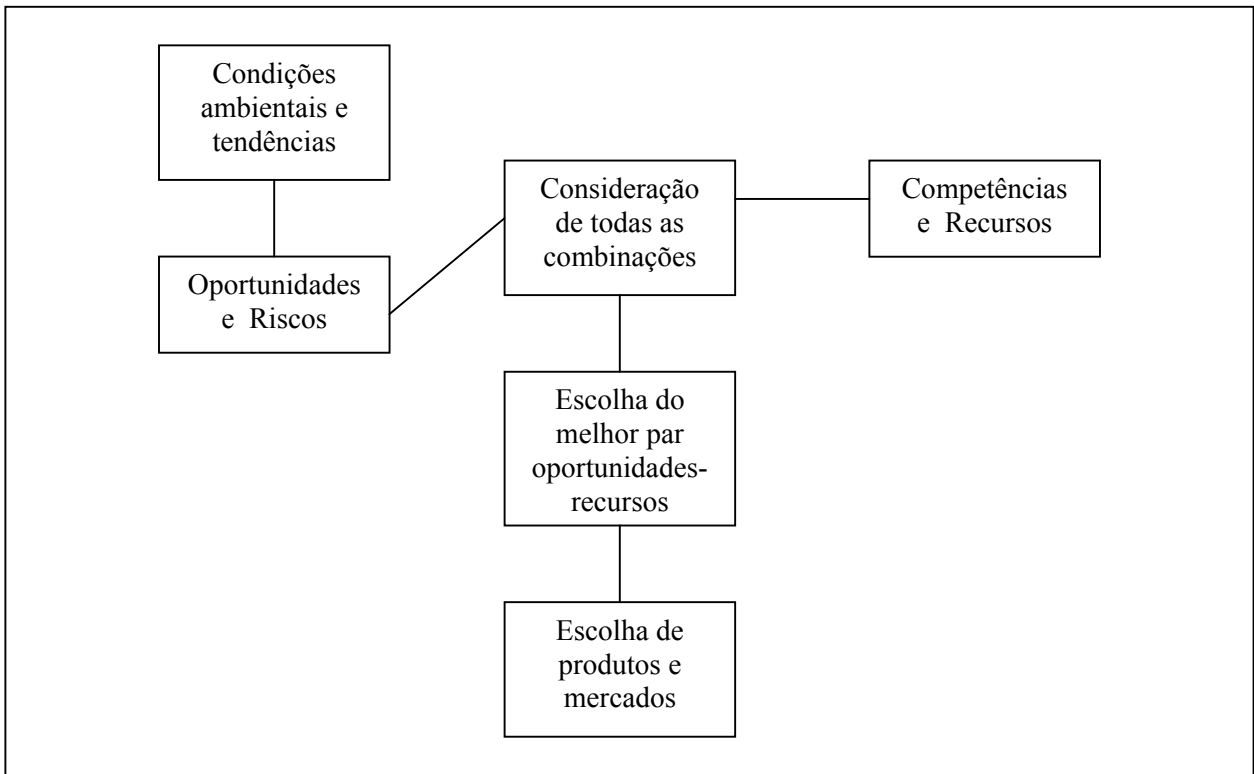 Condições
ambientais e
tendências
Oportunidades
e Riscos
Consideração
de todas as
combinações
Competências
e Recursos
Escolha do
melhor par
oportunidades-
recursos
Escolha de
produtos e
mercados